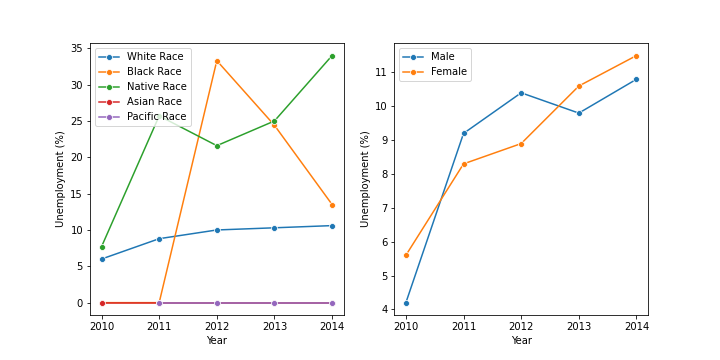 White Race
Black Race
Native Race
Asian Race
Pacific Race
35
30
25
20
15
10
5
0
Unemployment (%)
2010 2011 2012 2013 2014
Year
Male
Female
11
10
9
8
7
6
5
4
Unemployment (%)
2010 2011 2012 2013 2014
Year